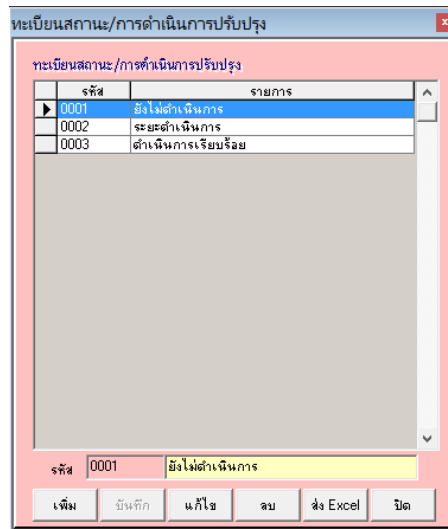 ทะเบียนสถานะ/การดำเนินการปรับปรุง
x
ทะเบียนสถานะ/การดำเนินการปรับปรุง
รหัส รายการ
0001 ยังไม่ดำเนินการ
0002 ระยะดำเนินการ
0003 ดำเนินการเรียบร้อย
รหัส 0001 ยังไม่ดำเนินการ
เพิ่ม บันทึก แก้ไข ลบ ส่ง Excel ปิด